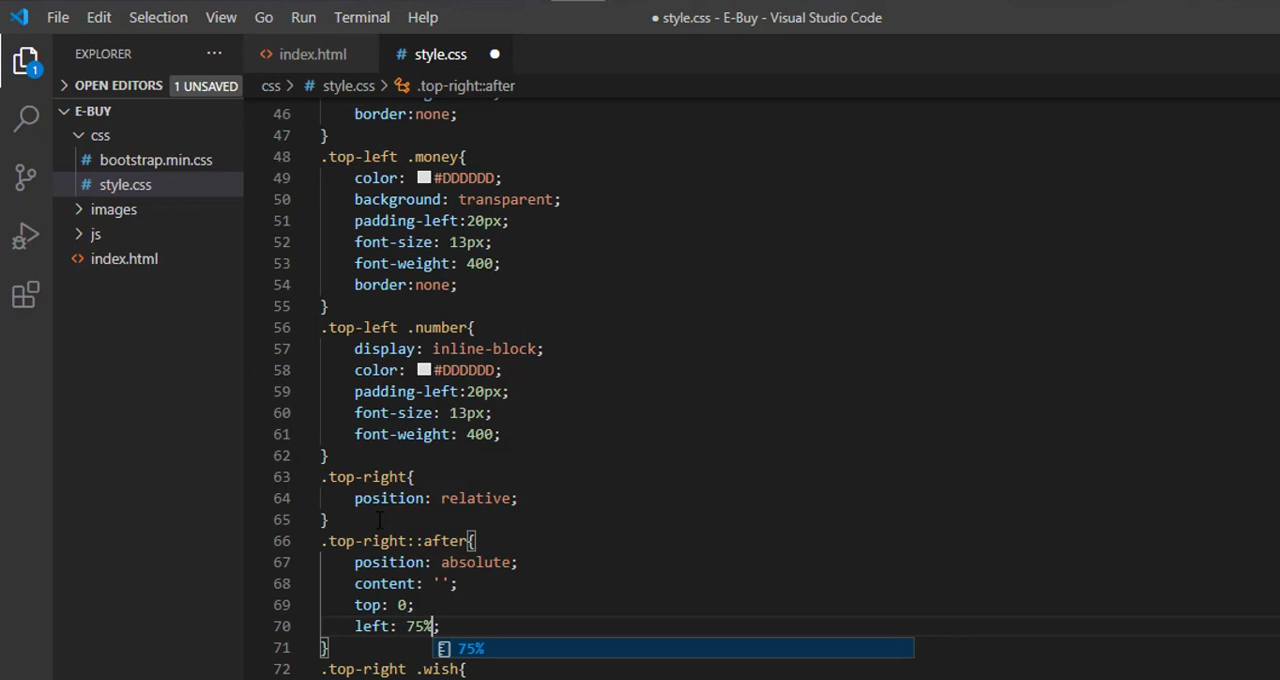 File Edit Selection View Go Run Terminal Help
● style.css - E-Buy - Visual Studio Code
EXPLORER ...
index.html
# style.css ●
1
OPEN EDITORS 1 UNSAVED
css > # style.css > .top-right::after
E-BUY
css
# bootstrap.min.css
# style.css
images
js
index.html
46 border:none;
47 }
48 .top-left .money{
49 color: #DDDDDD;
50 background: transparent;
51 padding-left:20px;
52 font-size: 13px;
53 font-weight: 400;
54 border:none;
55 }
56 .top-left .number{
57 display: inline-block;
58 color: #DDDDDD;
59 padding-left:20px;
60 font-size: 13px;
61 font-weight: 400;
62 }
63 .top-right{
64 position: relative;
65 }
66 .top-right::after{
67 position: absolute;
68 content: '';
69 top: 0;
70 left: 75%;
71 }
75%
72 .top-right .wish{